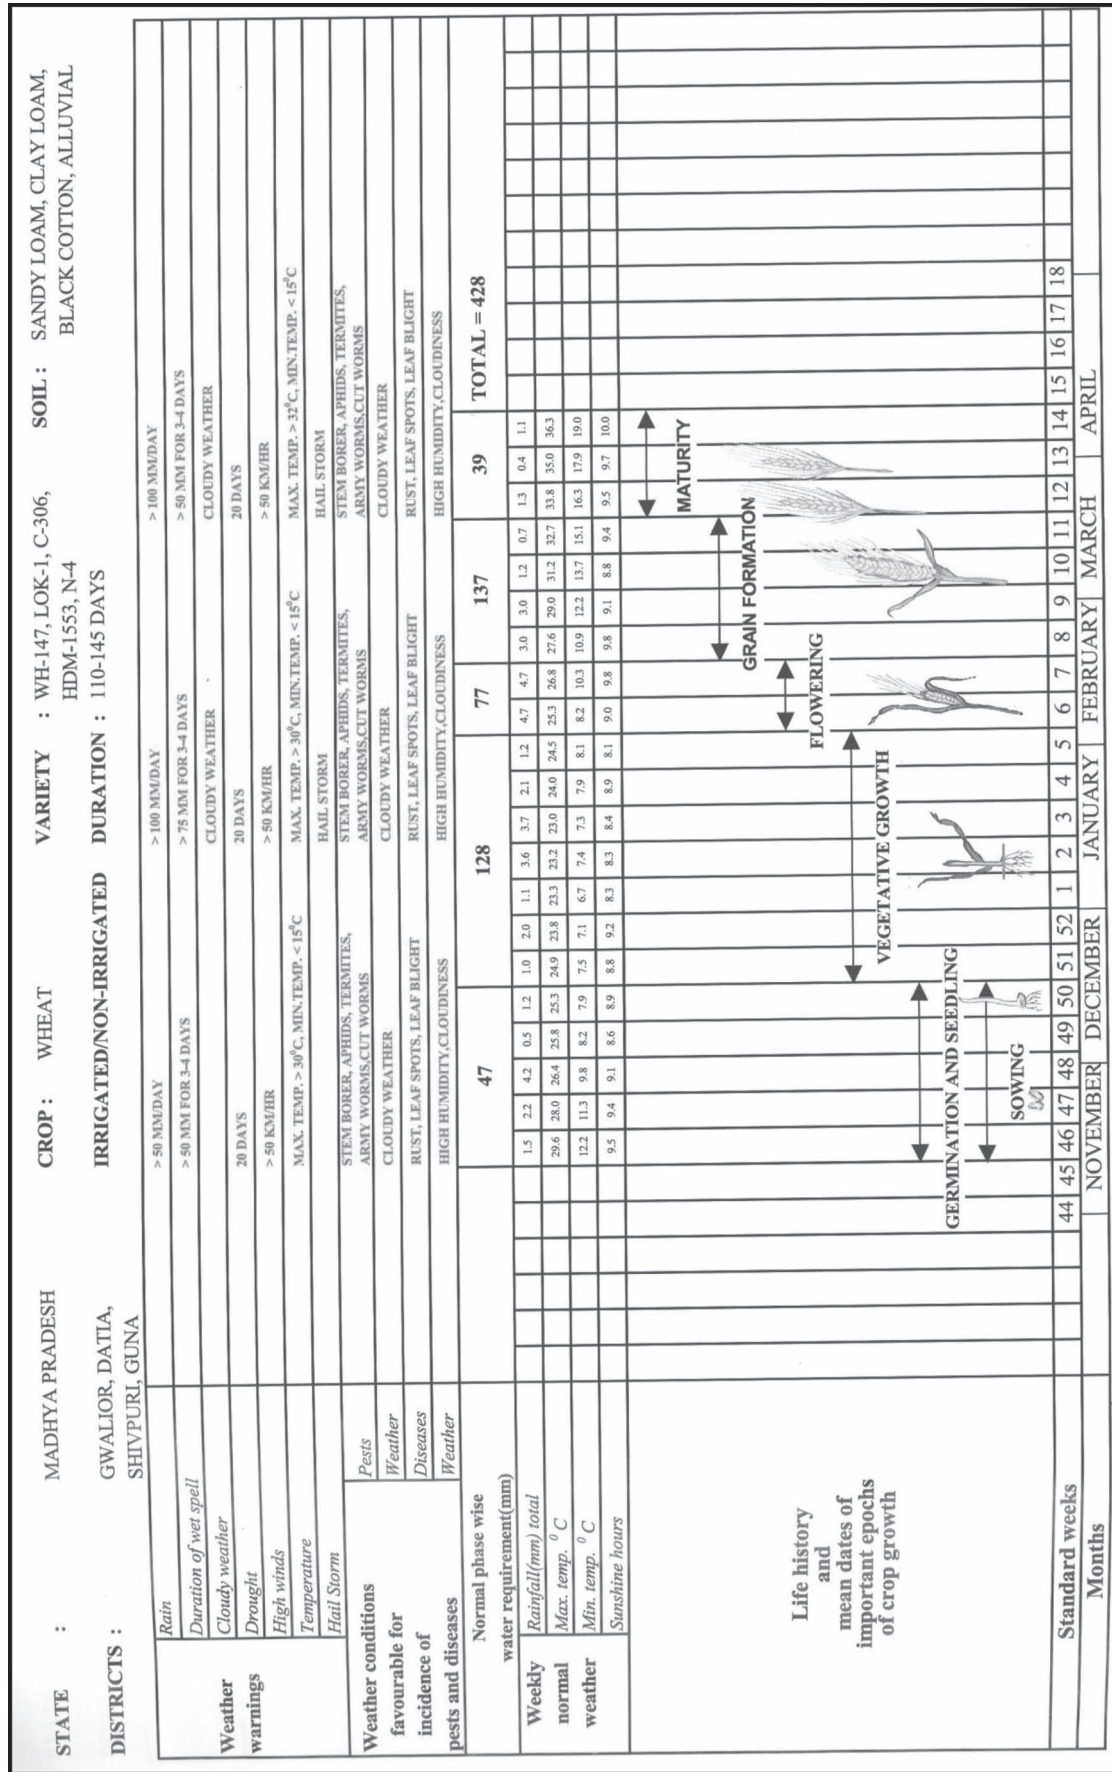 STATE : MADHYA PRADESH CROP : WHEAT VARIETY : WH-147, LOK-1, C-306, SOIL : SANDY LOAM, CLAY LOAM,
HDM-1553, N-4 BLACK COTTON, ALLUVIAL
DISTRICTS : GWALIOR, DATIA, IRRIGATED/NON-IRRIGATED DURATION : 110-145 DAYS
SHIVPURI, GUNA
Weather warnings
Rain > 50 MM/DAY > 100 MM/DAY > 100 MM/DAY
Duration of wet spell > 50 MM FOR 3-4 DAYS > 75 MM FOR 3-4 DAYS > 50 MM FOR 3-4 DAYS
Cloudy weather CLOUDY WEATHER CLOUDY WEATHER
Drought 20 DAYS 20 DAYS 20 DAYS
High winds > 50 KM/HR > 50 KM/HR > 50 KM/HR
Temperature MAX. TEMP. > 30⁰C, MIN.TEMP. < 15⁰C MAX. TEMP. > 30⁰C, MIN.TEMP. < 15⁰C MAX. TEMP. > 32⁰C, MIN.TEMP. < 15⁰C
Hail Storm HAIL STORM HAIL STORM
Weather conditions
favourable for
incidence of
pests and diseases
Pests STEM BORER, APHIDS, TERMITES, STEM BORER, APHIDS, TERMITES, STEM BORER, APHIDS, TERMITES,
ARMY WORMS,CUT WORMS ARMY WORMS,CUT WORMS ARMY WORMS,CUT WORMS
Weather CLOUDY WEATHER CLOUDY WEATHER CLOUDY WEATHER
Diseases RUST, LEAF SPOTS, LEAF BLIGHT RUST, LEAF SPOTS, LEAF BLIGHT RUST, LEAF SPOTS, LEAF BLIGHT
Weather HIGH HUMIDITY,CLOUDINESS HIGH HUMIDITY,CLOUDINESS HIGH HUMIDITY,CLOUDINESS
Normal phase wise
water requirement(mm) 47 128 77 137 39 TOTAL = 428
Weekly
normal
weather
Rainfall(mm) total 1.5 2.2 4.2 0.5 1.2 1.0 2.0 1.1 3.6 3.7 2.1 1.2 4.7 4.7 3.0 3.0 1.2 0.7 1.3 0.4 1.1
Max. temp. ⁰ C 29.6 28.0 26.4 25.8 25.3 24.9 23.8 23.3 23.2 23.0 24.0 24.5 25.3 26.8 27.6 29.0 31.2 32.7 33.8 35.0 36.3
Min. temp. ⁰ C 12.2 11.3 9.8 8.2 7.9 7.5 7.1 6.7 7.4 7.3 7.9 8.1 8.2 10.3 10.9 12.2 13.7 15.1 16.3 17.9 19.0
Sunshine hours 9.5 9.4 9.1 8.6 8.9 8.8 9.2 8.3 8.3 8.4 8.9 8.1 9.0 9.8 9.8 9.1 8.8 9.4 9.5 9.7 10.0
Life history
and
mean dates of
important epochs
of crop growth
MATURITY
GRAIN FORMATION
FLOWERING
VEGETATIVE GROWTH
GERMINATION AND SEEDLING
SOWING
Standard weeks 44 45 46 47 48 49 50 51 52 1 2 3 4 5 6 7 8 9 10 11 12 13 14 15 16 17 18
Months NOVEMBER DECEMBER JANUARY FEBRUARY MARCH APRIL